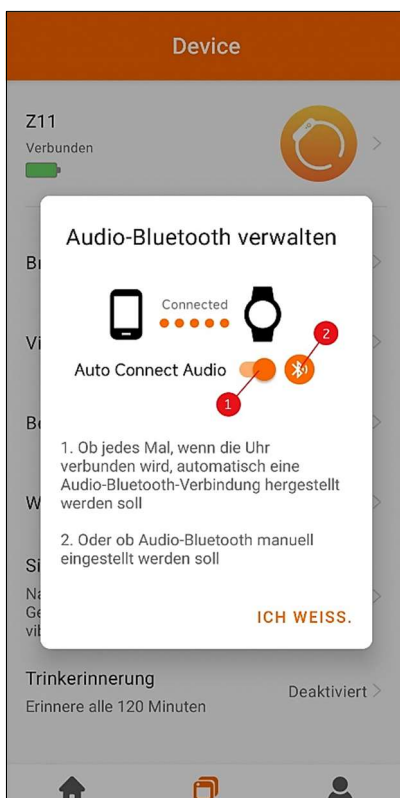 Device
Z11
Verbunden
Audio-Bluetooth verwalten
Connected
2
Auto Connect Audio
1
1. Ob jedes Mal, wenn die Uhr
verbunden wird, automatisch eine
Audio-Bluetooth-Verbindung hergestellt
werden soll
2. Oder ob Audio-Bluetooth manuell
eingestellt werden soll
ICH WEISS.
Trinkerinnerung
Deaktiviert
Erinnere alle 120 Minuten